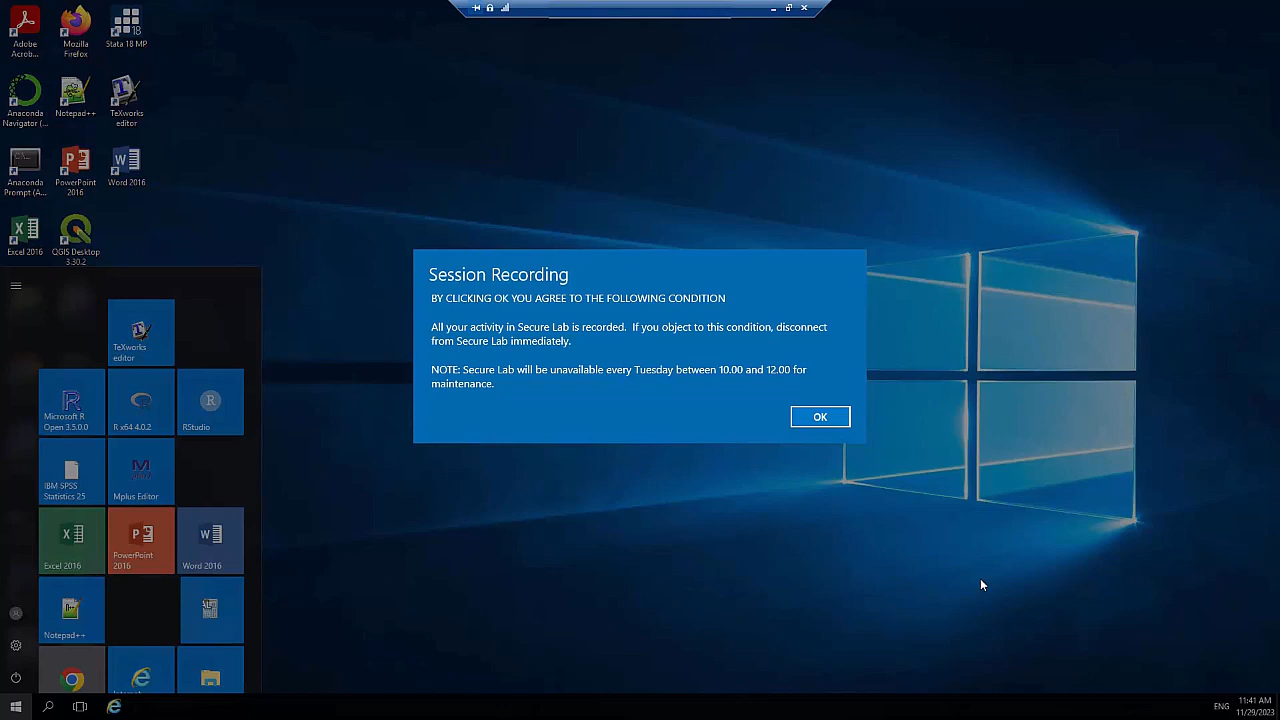 Adobe
Acrob...
Mozilla
Firefox
18
Stata 18 MP
Anaconda
Navigator (...
Notepad++
TeXworks
editor
Anaconda
Prompt (A...
PowerPoint
2016
Word 2016
Excel 2016
QGIS Desktop
3.30.2
Session Recording
BY CLICKING OK YOU AGREE TO THE FOLLOWING CONDITION
All your activity in Secure Lab is recorded. If you object to this condition, disconnect
from Secure Lab immediately.
NOTE: Secure Lab will be unavailable every Tuesday between 10.00 and 12.00 for
maintenance.
OK
TeXworks
editor
Microsoft R
Open 3.5.0.0
R x64 4.0.2
RStudio
IBM SPSS
Statistics 25
Mplus Editor
Excel 2016
PowerPoint
2016
Word 2016
Notepad++
ENG
11:41 AM
11/29/2023